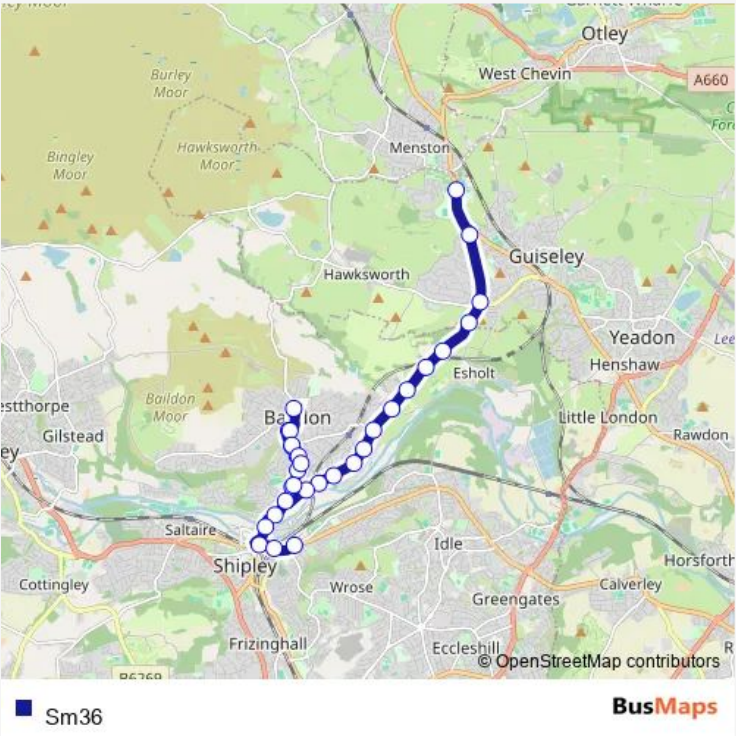 Otley
West Chevin
A660
Burley
Moor
Menston
Hawksworth
Moor
Bingley
Moor
Guiseley
Hawksworth
Yeadon
Henshaw
Esholt
Baildon
Moor
Gilstead
Little London
Rawdon
Saltaire
Idle
Shipley
Horsforth
Cottingley
Wrose
Calverley
Greengates
Frizinghall
Eccleshill
© OpenStreetMap contributors
Sm36
BusMaps